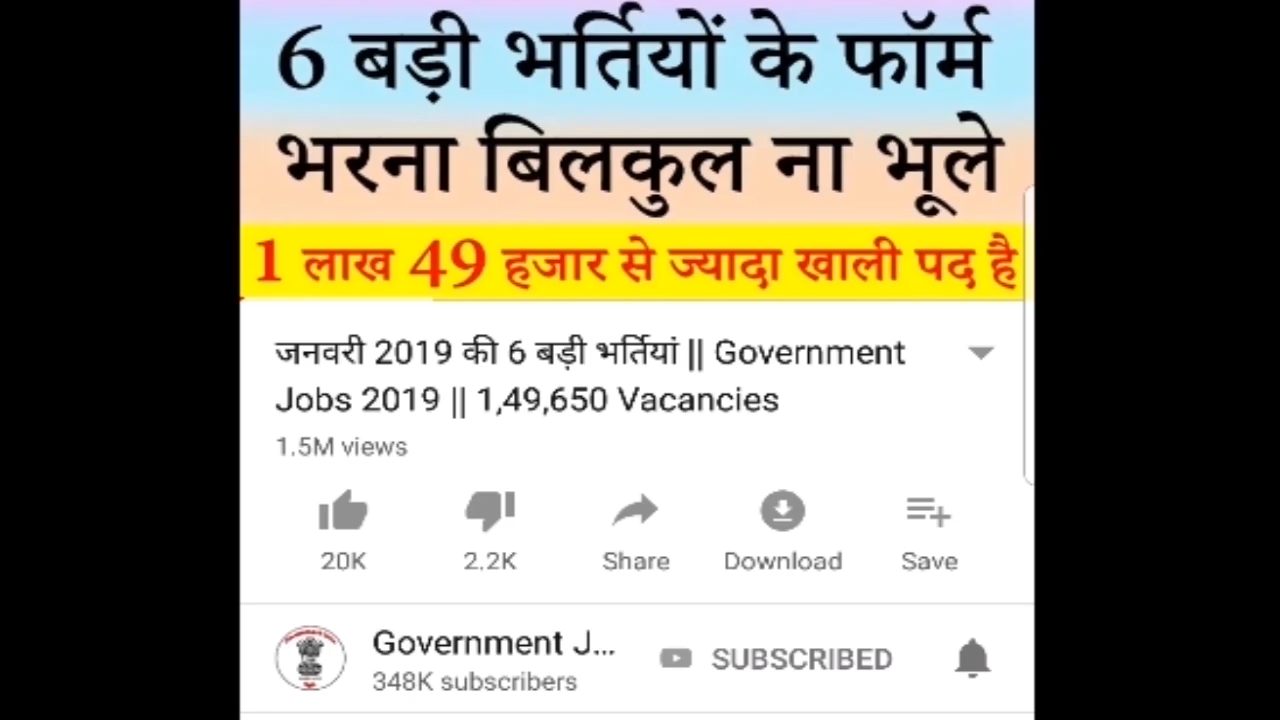 6 बड़ी भर्तियों के फॉर्म
भरना बिलकुल ना भूले
1 लाख 49 हजार से ज्यादा खाली पद है
जनवरी 2019 की 6 बड़ी भर्तियां || Government
Jobs 2019 || 1,49,650 Vacancies
1.5M views
20K 2.2K Share Download Save
Government J... SUBSCRIBED
348K subscribers